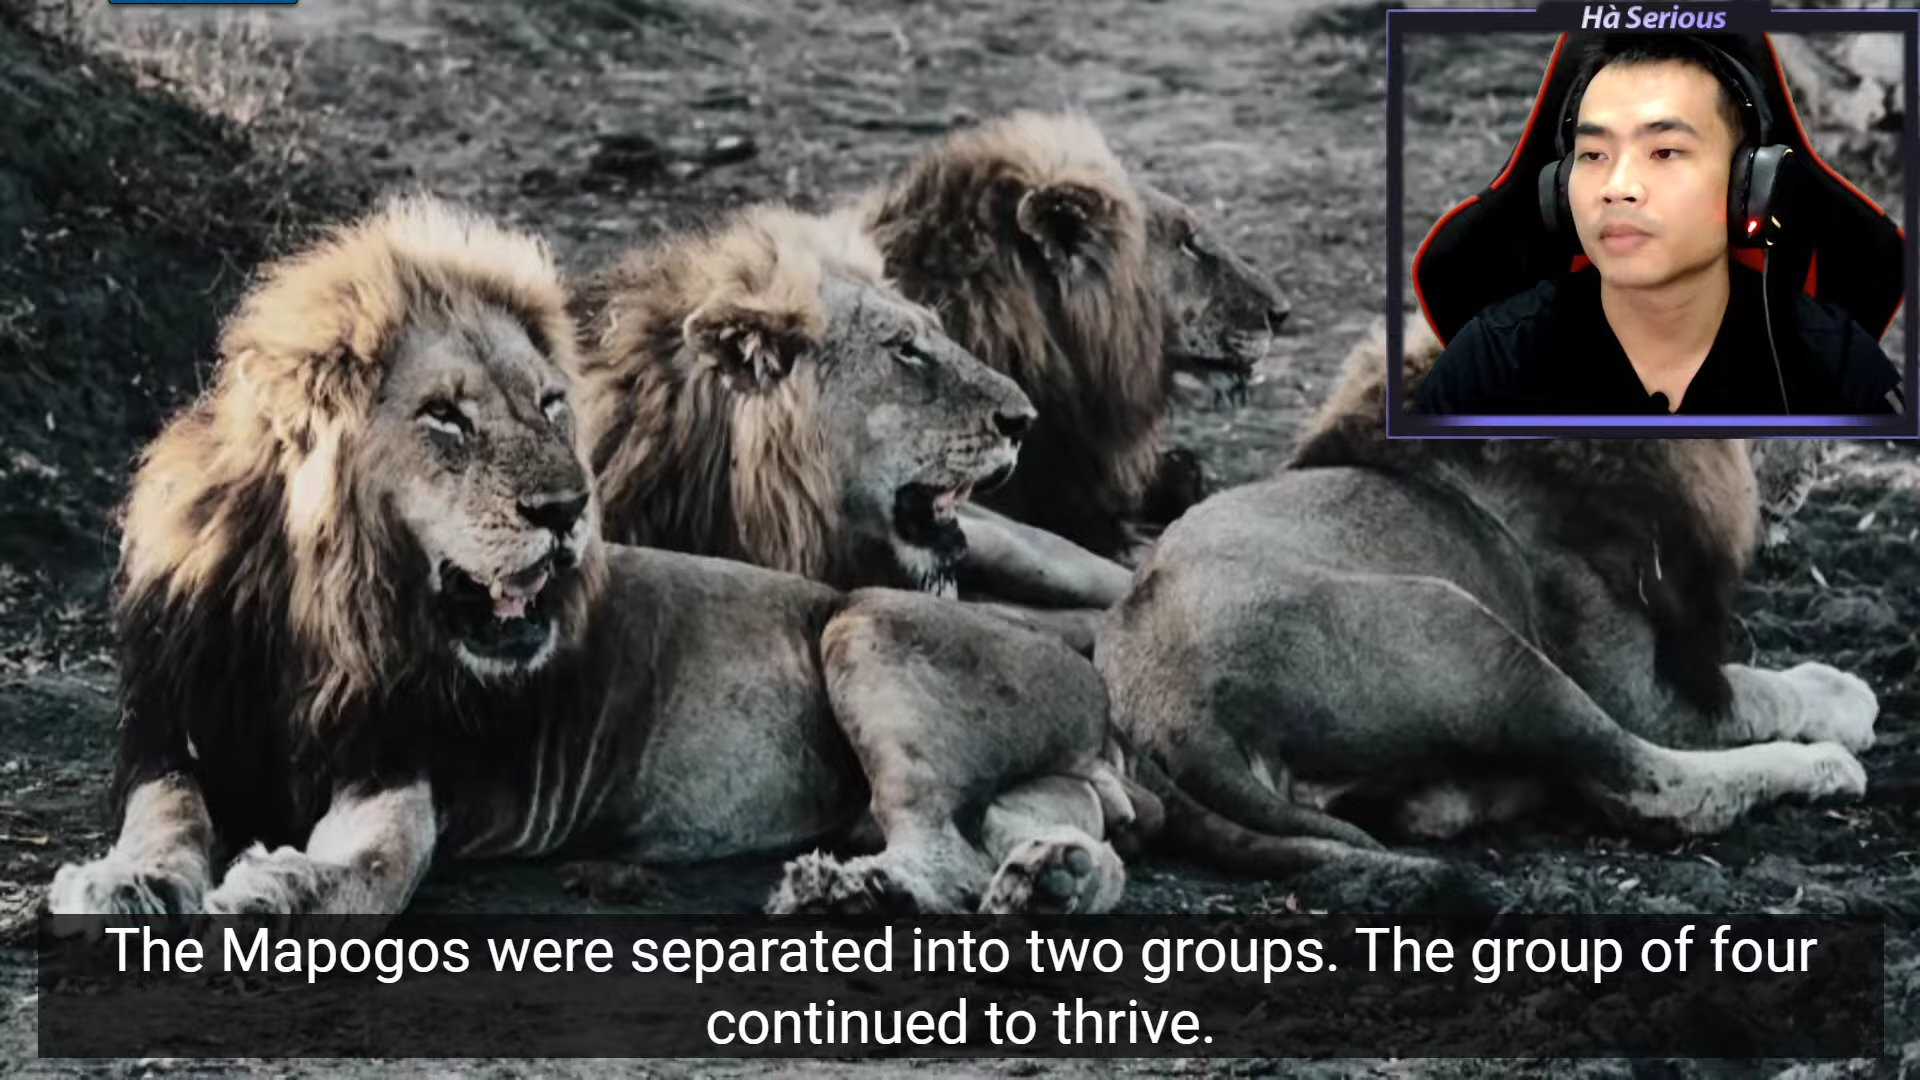 Hà Serious
The Mapogos were separated into two groups. The group of four
continued to thrive.